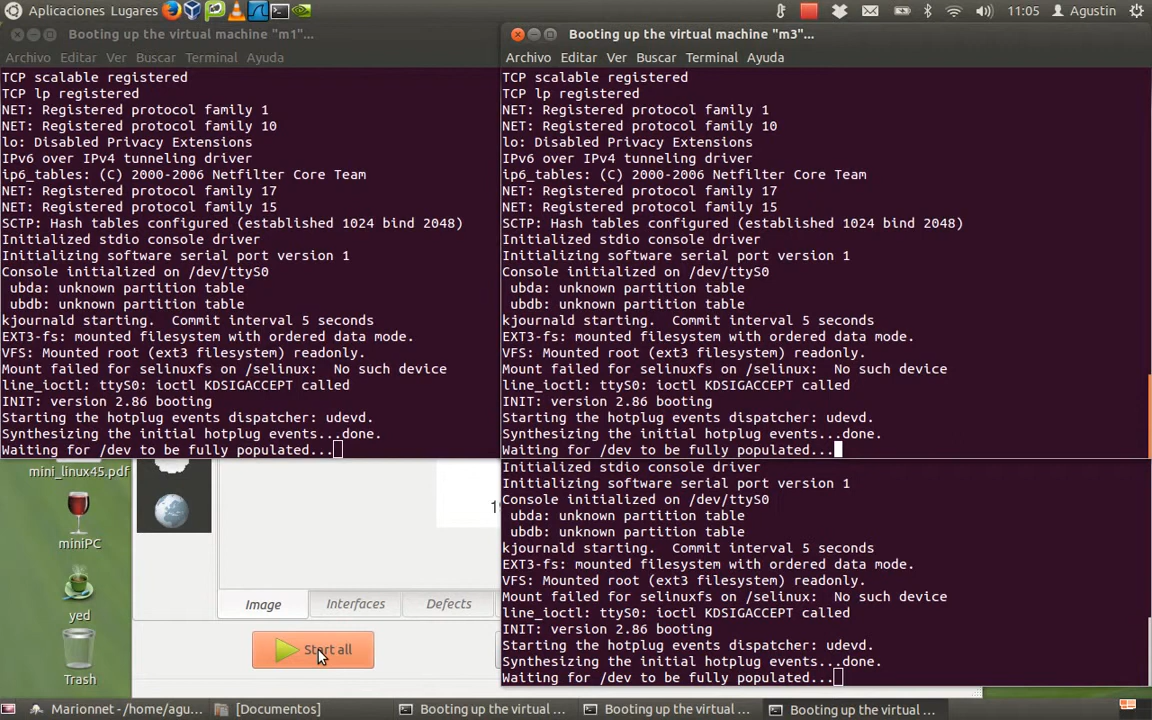 Aplicaciones Lugares
11:05 Agustin
Booting up the virtual machine "m1"...
Archivo Editar Ver Buscar Terminal Ayuda
TCP scalable registered
TCP lp registered
NET: Registered protocol family 1
NET: Registered protocol family 10
lo: Disabled Privacy Extensions
IPv6 over IPv4 tunneling driver
ip6_tables: (C) 2000-2006 Netfilter Core Team
NET: Registered protocol family 17
NET: Registered protocol family 15
SCTP: Hash tables configured (established 1024 bind 2048)
Initialized stdio console driver
Initializing software serial port version 1
Console initialized on /dev/ttyS0
ubda: unknown partition table
ubdb: unknown partition table
kjournald starting.  Commit interval 5 seconds
EXT3-fs: mounted filesystem with ordered data mode.
VFS: Mounted root (ext3 filesystem) readonly.
Mount failed for selinuxfs on /selinux:  No such device
line_ioctl: ttyS0: ioctl KDSIGACCEPT called
INIT: version 2.86 booting
Starting the hotplug events dispatcher: udevd.
Synthesizing the initial hotplug events...done.
Waiting for /dev to be fully populated...
Booting up the virtual machine "m3"...
Archivo Editar Ver Buscar Terminal Ayuda
TCP scalable registered
TCP lp registered
NET: Registered protocol family 1
NET: Registered protocol family 10
lo: Disabled Privacy Extensions
IPv6 over IPv4 tunneling driver
ip6_tables: (C) 2000-2006 Netfilter Core Team
NET: Registered protocol family 17
NET: Registered protocol family 15
SCTP: Hash tables configured (established 1024 bind 2048)
Initialized stdio console driver
Initializing software serial port version 1
Console initialized on /dev/ttyS0
ubda: unknown partition table
ubdb: unknown partition table
kjournald starting.  Commit interval 5 seconds
EXT3-fs: mounted filesystem with ordered data mode.
VFS: Mounted root (ext3 filesystem) readonly.
Mount failed for selinuxfs on /selinux:  No such device
line_ioctl: ttyS0: ioctl KDSIGACCEPT called
INIT: version 2.86 booting
Starting the hotplug events dispatcher: udevd.
Synthesizing the initial hotplug events...done.
Waiting for /dev to be fully populated...
Initialized stdio console driver
Initializing software serial port version 1
Console initialized on /dev/ttyS0
ubda: unknown partition table
ubdb: unknown partition table
kjournald starting.  Commit interval 5 seconds
EXT3-fs: mounted filesystem with ordered data mode.
VFS: Mounted root (ext3 filesystem) readonly.
Mount failed for selinuxfs on /selinux:  No such device
line_ioctl: ttyS0: ioctl KDSIGACCEPT called
INIT: version 2.86 booting
Starting the hotplug events dispatcher: udevd.
Synthesizing the initial hotplug events...done.
Waiting for /dev to be fully populated...
mini_linux45.pdf
miniPC
yed
Trash
Image Interfaces Defects
Start all
Marionnet - /home/agu... [Documentos] Booting up the virtual ... Booting up the virtual ... Booting up the virtual ...